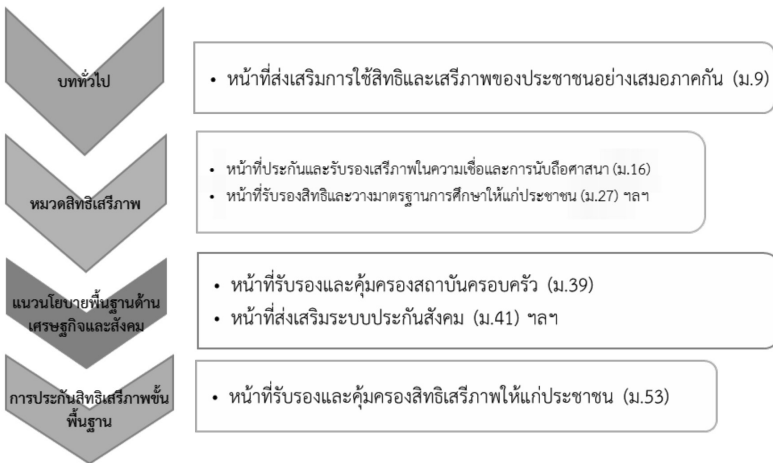 บททั่วไป
• หน้าที่ส่งเสริมการใช้สิทธิและเสรีภาพของประชาชนอย่างเสมอภาคกัน (ม.9)
หมวดสิทธิเสรีภาพ
• หน้าที่ประกันและรับรองเสรีภาพในความเชื่อและการนับถือศาสนา (ม.16)
• หน้าที่รับรองสิทธิและวางมาตรฐานการศึกษาให้แก่ประชาชน (ม.27) ฯลฯ
แนวนโยบายพื้นฐานด้าน
เศรษฐกิจและสังคม
• หน้าที่รับรองและคุ้มครองสถาบันครอบครัว (ม.39)
• หน้าที่ส่งเสริมระบบประกันสังคม (ม.41) ฯลฯ
การประกันสิทธิเสรีภาพขั้น
พื้นฐาน
• หน้าที่รับรองและคุ้มครองสิทธิเสรีภาพให้แก่ประชาชน (ม.53)